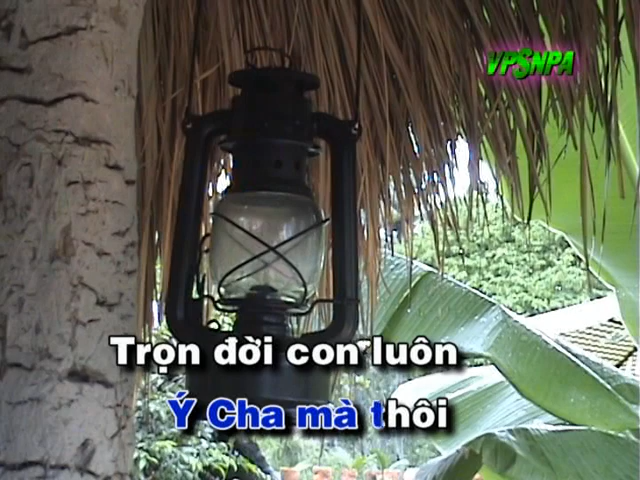 VPSNPA
Trọn đời con luôn
Ý Cha mà thôi